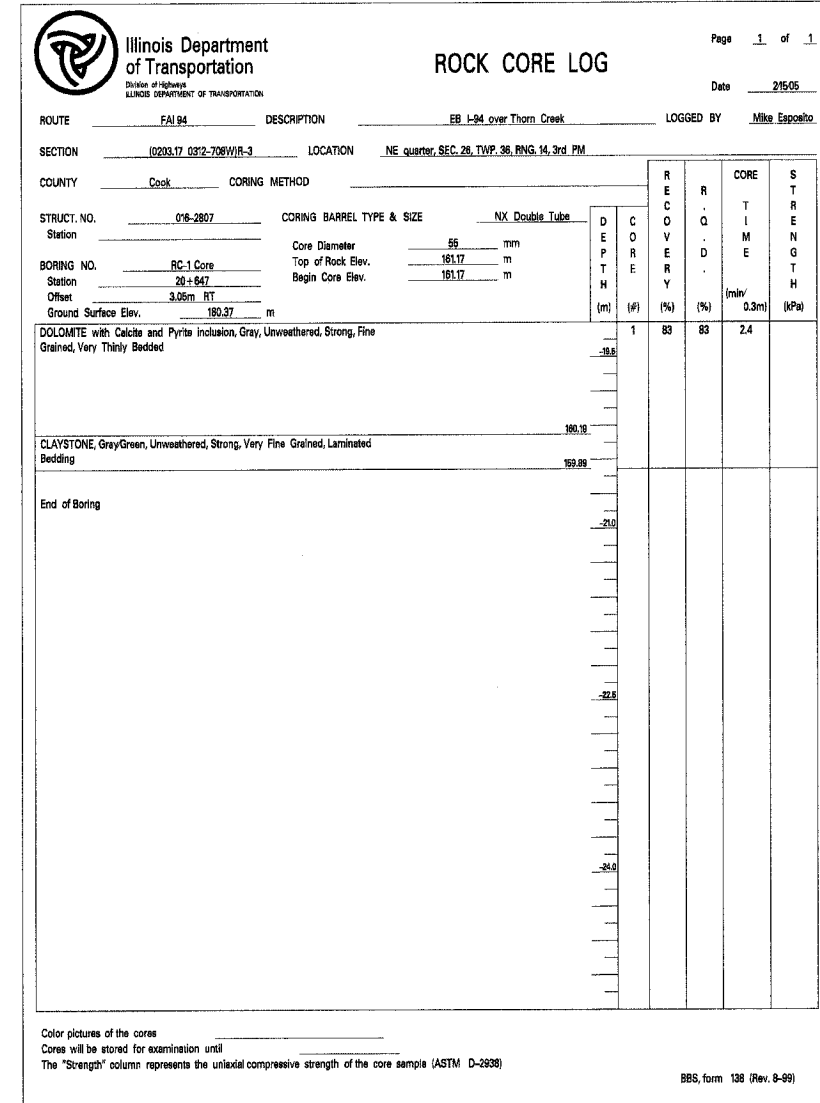 Illinois Department
of Transportation
Division of Highways
ILLINOIS DEPARTMENT OF TRANSPORTATION
ROCK CORE LOG
Page 1 of 1
Date 2/15/05
ROUTE FAI 94 DESCRIPTION EB I-94 over Thorn Creek LOGGED BY Mike Esposito
SECTION (0203.17 0312-708W)R-3 LOCATION NE quarter, SEC. 26, TWP. 36, RNG. 14, 3rd PM
COUNTY Cook CORING METHOD
STRUCT. NO. 016-2807 CORING BARREL TYPE & SIZE NX Double Tube
Station
Core Diameter 55 mm
BORING NO. RC-1 Core Top of Rock Elev. 161.17 m
Station 20+647 Begin Core Elev. 161.17 m
Offset 3.05m RT
Ground Surface Elev. 180.37 m
DEPTH (m)
CORE (#)
RECOVERY (%)
R.Q.D. (%)
CORE TIME (min/0.3m)
STRENGTH (kPa)
DOLOMITE with Calcite and Pyrite inclusion, Gray, Unweathered, Strong, Fine 1 83 83 2.4
Grained, Very Thinly Bedded
-19.5
160.19
CLAYSTONE, Gray/Green, Unweathered, Strong, Very Fine Grained, Laminated
Bedding
159.89
End of Boring
-21.0
-22.5
-24.0
Color pictures of the cores
Cores will be stored for examination until
The "Strength" column represents the uniaxial compressive strength of the core sample (ASTM D-2938)
BBS, form 138 (Rev. 8-99)